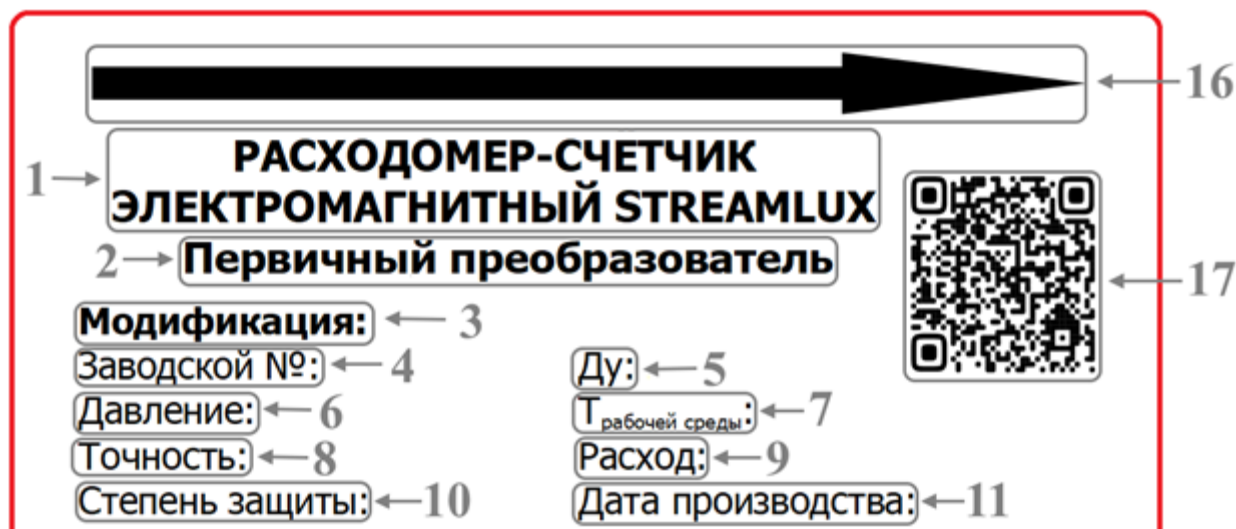 16
РАСХОДОМЕР-СЧЕТЧИК
1
ЭЛЕКТРОМАГНИТНЫЙ STREAMLUX
2 Первичный преобразователь
17
Модификация: 3
Заводской №: 4 Ду: 5
Давление: 6 Tрабочей среды: 7
Точность: 8 Расход: 9
Степень защиты: 10 Дата производства: 11